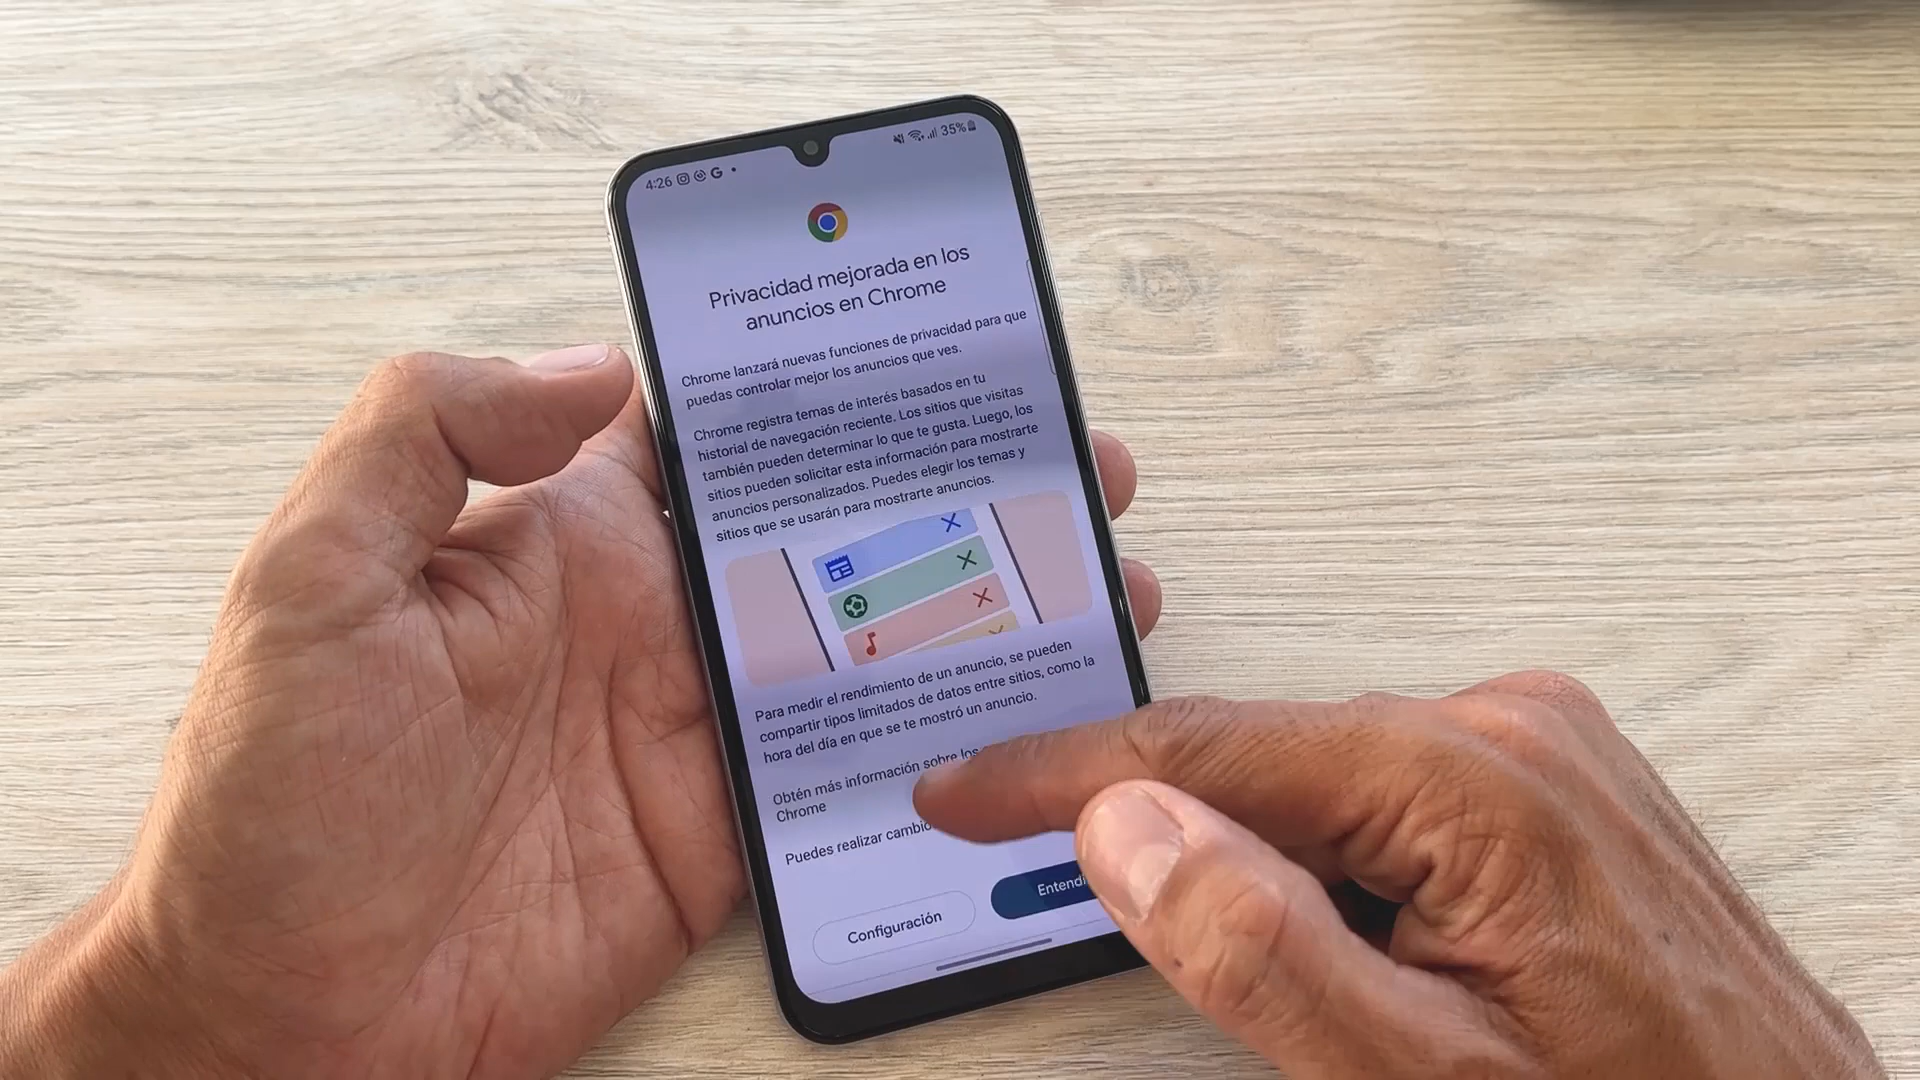 4:26
35%
Privacidad mejorada en los
anuncios en Chrome
Chrome lanzará nuevas funciones de privacidad para que
puedas controlar mejor los anuncios que ves.
Chrome registra temas de interés basados en tu
historial de navegación reciente. Los sitios que visitas
también pueden determinar lo que te gusta. Luego, los
sitios pueden solicitar esta información para mostrarte
anuncios personalizados. Puedes elegir los temas y
sitios que se usarán para mostrarte anuncios.
Para medir el rendimiento de un anuncio, se pueden
compartir tipos limitados de datos entre sitios, como la
hora del día en que se te mostró un anuncio.
Obtén más información sobre los
Chrome
Puedes realizar
Configuración